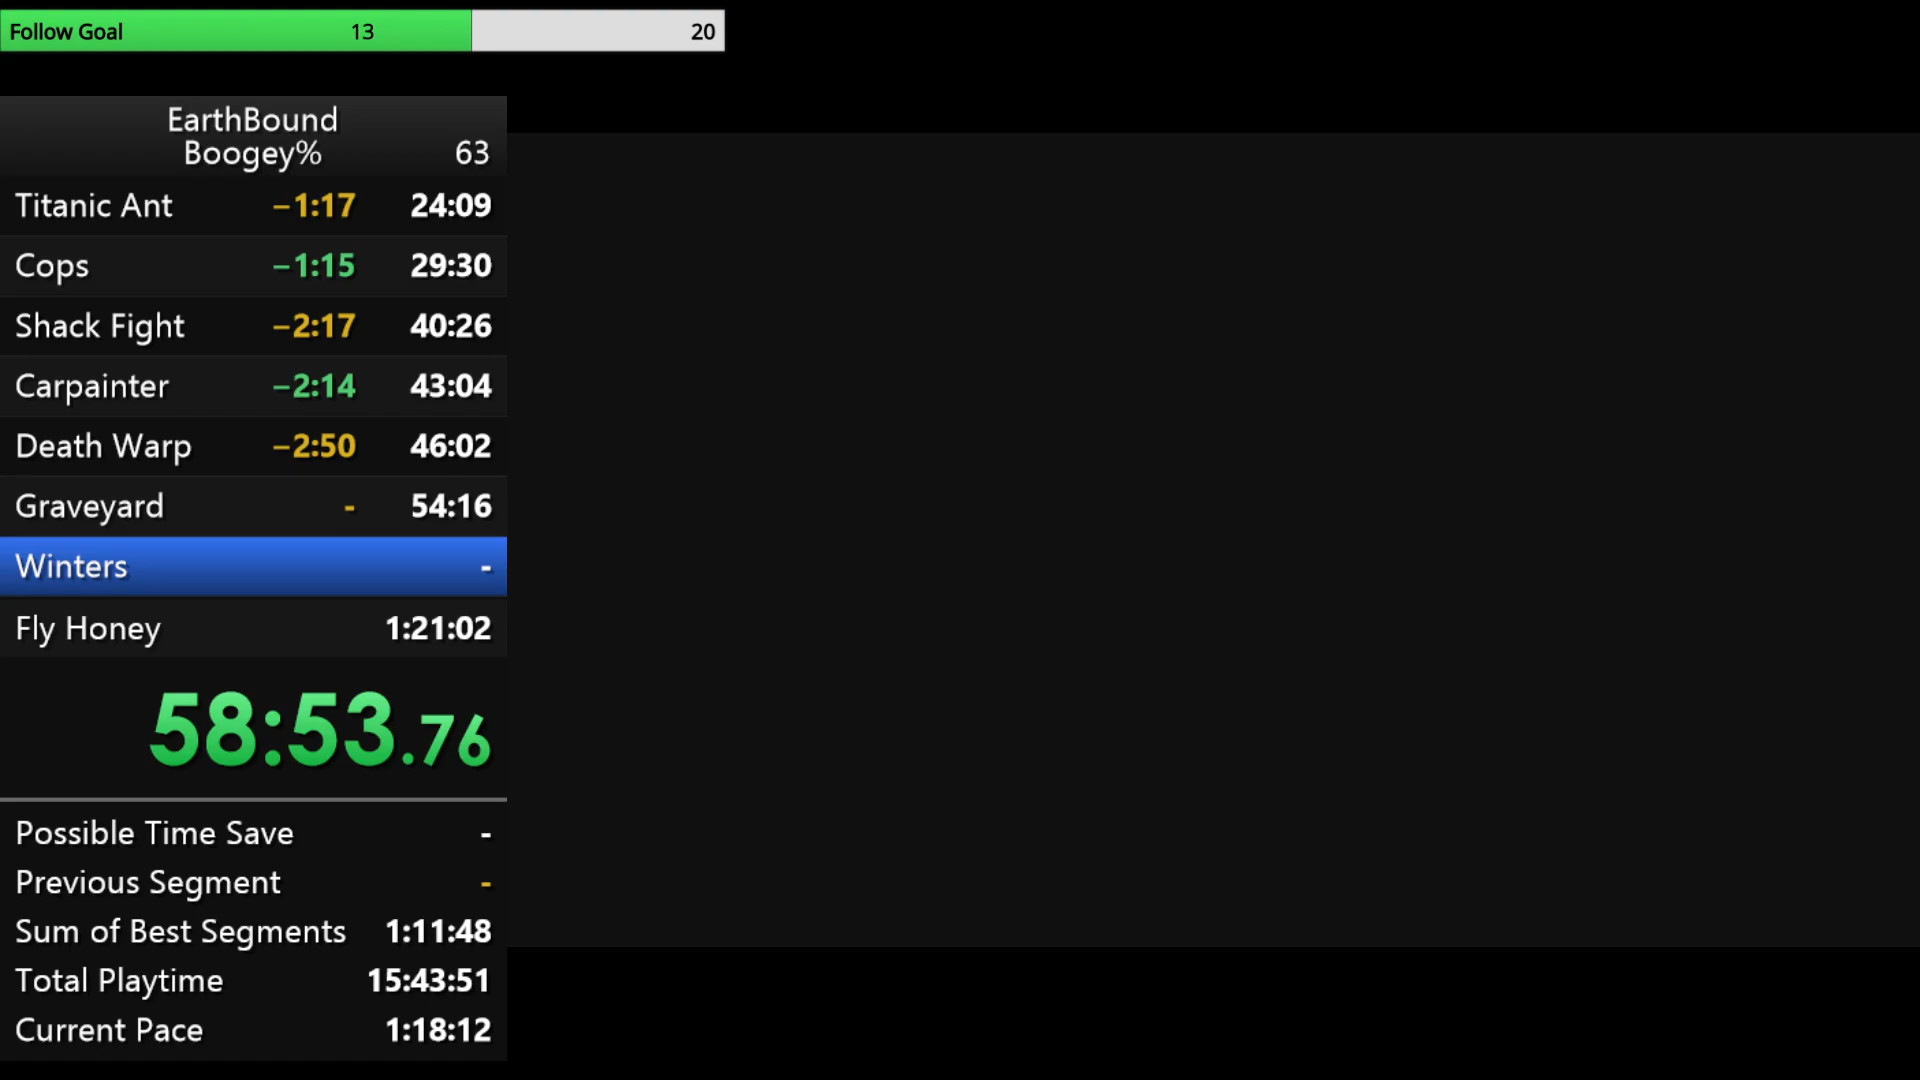 Follow Goal 13 20
EarthBound
Boogey% 63
Titanic Ant −1:17 24:09
Cops −1:15 29:30
Shack Fight −2:17 40:26
Carpainter −2:14 43:04
Death Warp −2:50 46:02
Graveyard - 54:16
Winters -
Fly Honey 1:21:02
58:53.76
Possible Time Save -
Previous Segment -
Sum of Best Segments 1:11:48
Total Playtime 15:43:51
Current Pace 1:18:12